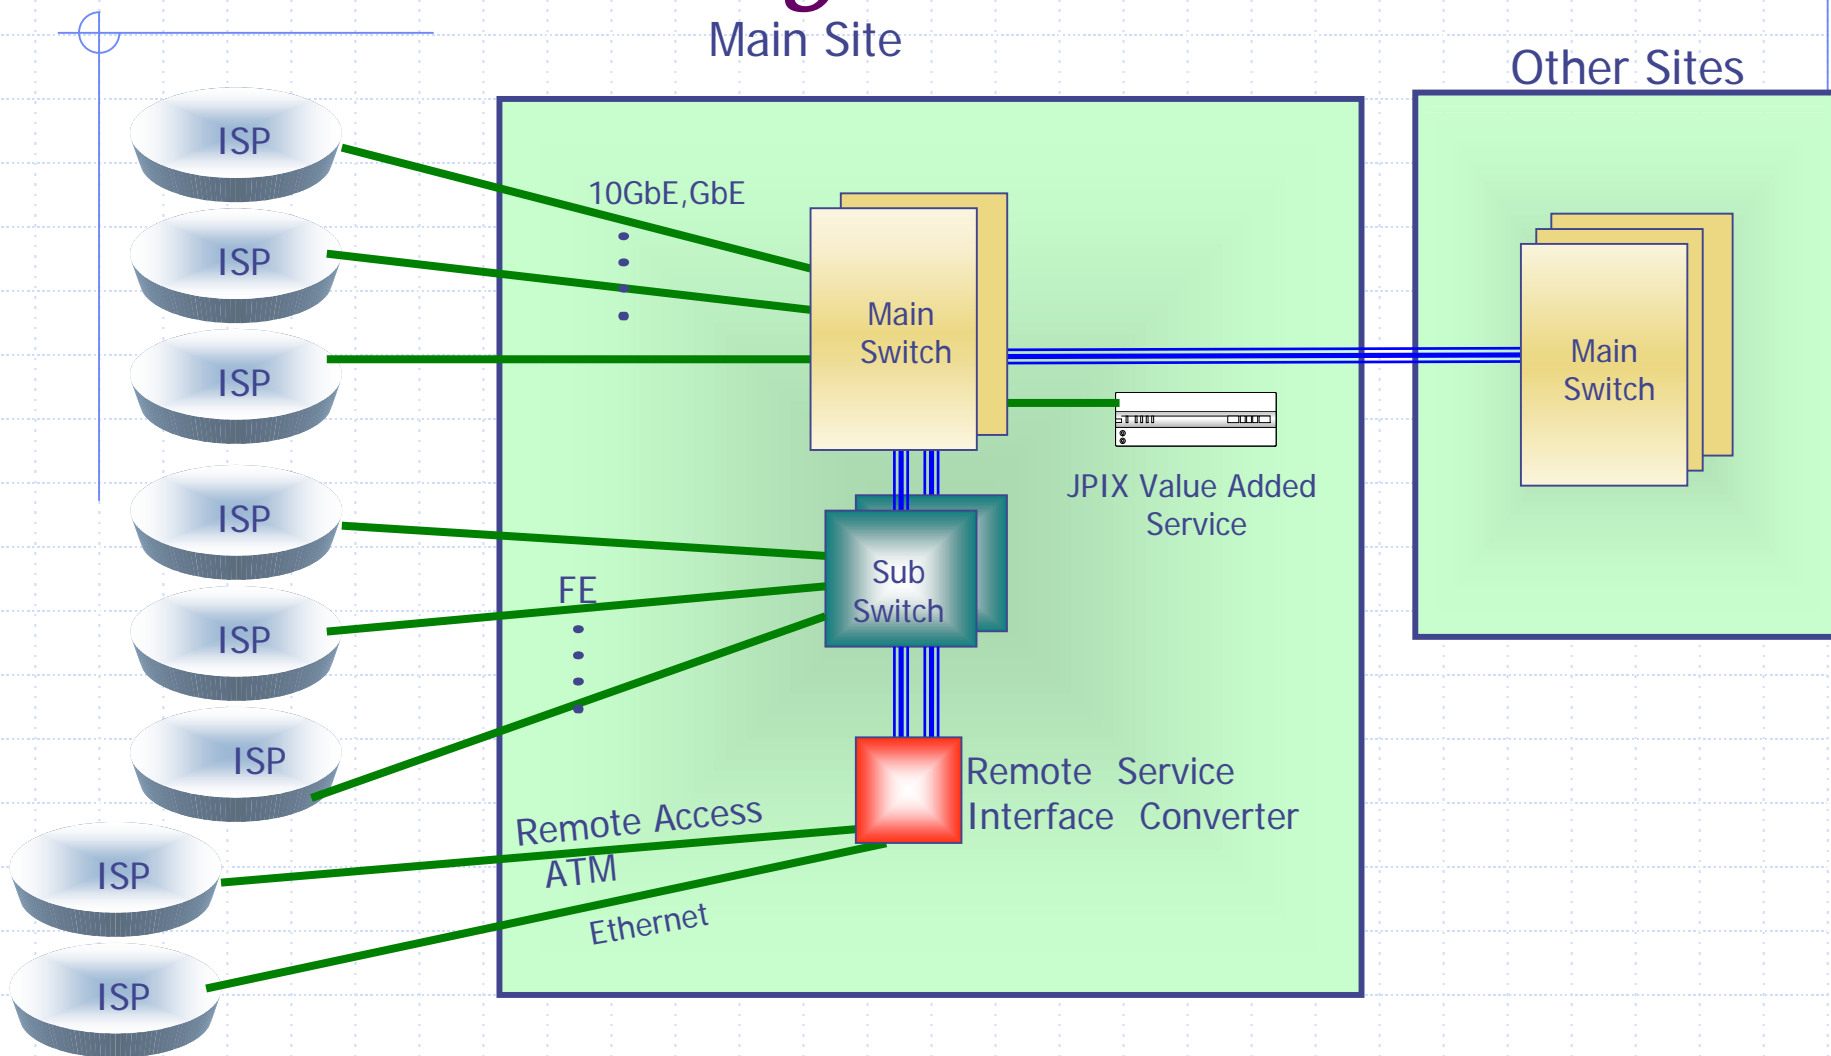 Main Site
Other Sites
ISP
ISP
ISP
ISP
ISP
ISP
ISP
ISP
10GbE,GbE
Main
Switch
Main
Switch
JPIX Value Added
Service
FE
Sub
Switch
Remote Service
Interface Converter
Remote Access
ATM
Ethernet